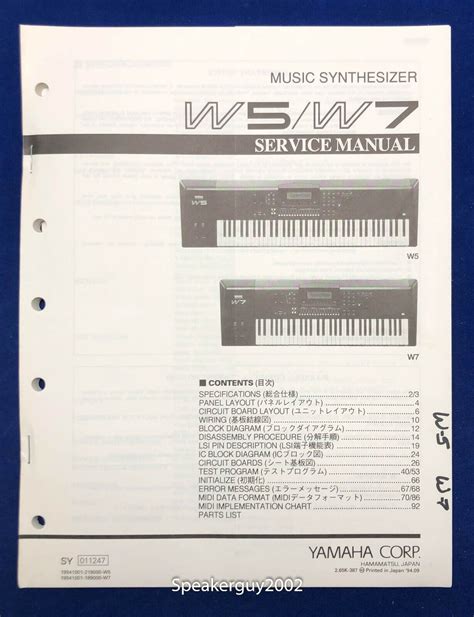 MUSIC SYNTHESIZER
W5/W7
SERVICE MANUAL
W5
W5
W7
W7
■ CONTENTS (目次)
SPECIFICATIONS (総合仕様) 2/3
PANEL LAYOUT (パネルレイアウト) 4
CIRCUIT BOARD LAYOUT (ユニットレイアウト) 6
WIRING (基板結線図) 10
BLOCK DIAGRAM (ブロックダイアグラム) 12
DISASSEMBLY PROCEDURE (分解手順) 14
LSI PIN DESCRIPTION (LSI端子機能表) 19
IC BLOCK DIAGRAM (ICブロック図) 24
CIRCUIT BOARDS (シート基板図) 26
TEST PROGRAM (テストプログラム) 40/53
INITIALIZE (初期化) 66
ERROR MESSAGES (エラーメッセージ) 67/68
MIDI DATA FORMAT (MIDIデータフォーマット) 70/86
MIDI IMPLEMENTATION CHART 92
PARTS LIST
W5 W7
SY 011247
YAMAHA CORP.
HAMAMATSU, JAPAN
2.65K-387 Printed in Japan '94.09
Speakerguy2002